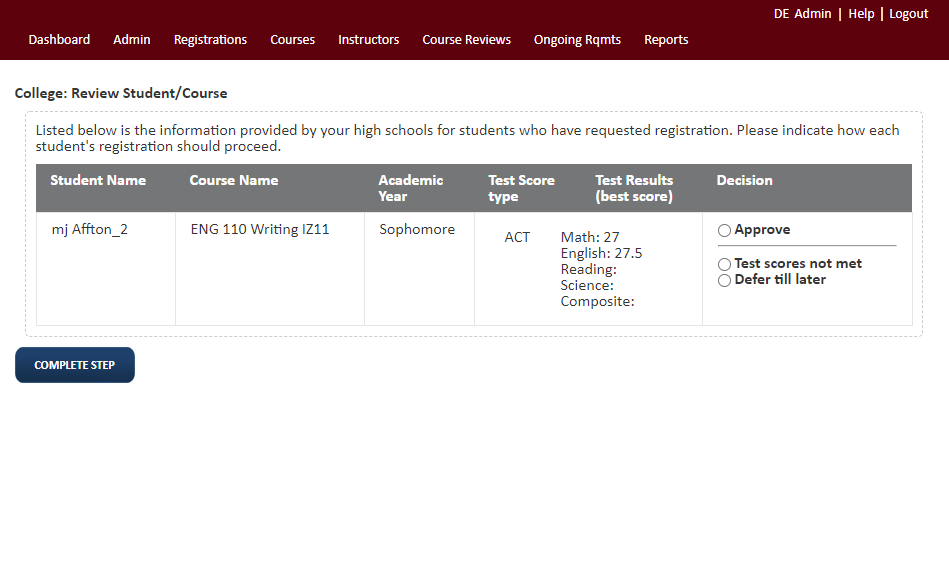 DE Admin | Help | Logout
Dashboard Admin Registrations Courses Instructors Course Reviews Ongoing Rqmts Reports
College: Review Student/Course
Listed below is the information provided by your high schools for students who have requested registration. Please indicate how each
student's registration should proceed.
Student Name Course Name Academic Year Test Score type Test Results (best score) Decision
mj Affton_2 ENG 110 Writing IZ11 Sophomore ACT
Math: 27
English: 27.5
Reading:
Science:
Composite:
Approve
Test scores not met
Defer till later
COMPLETE STEP